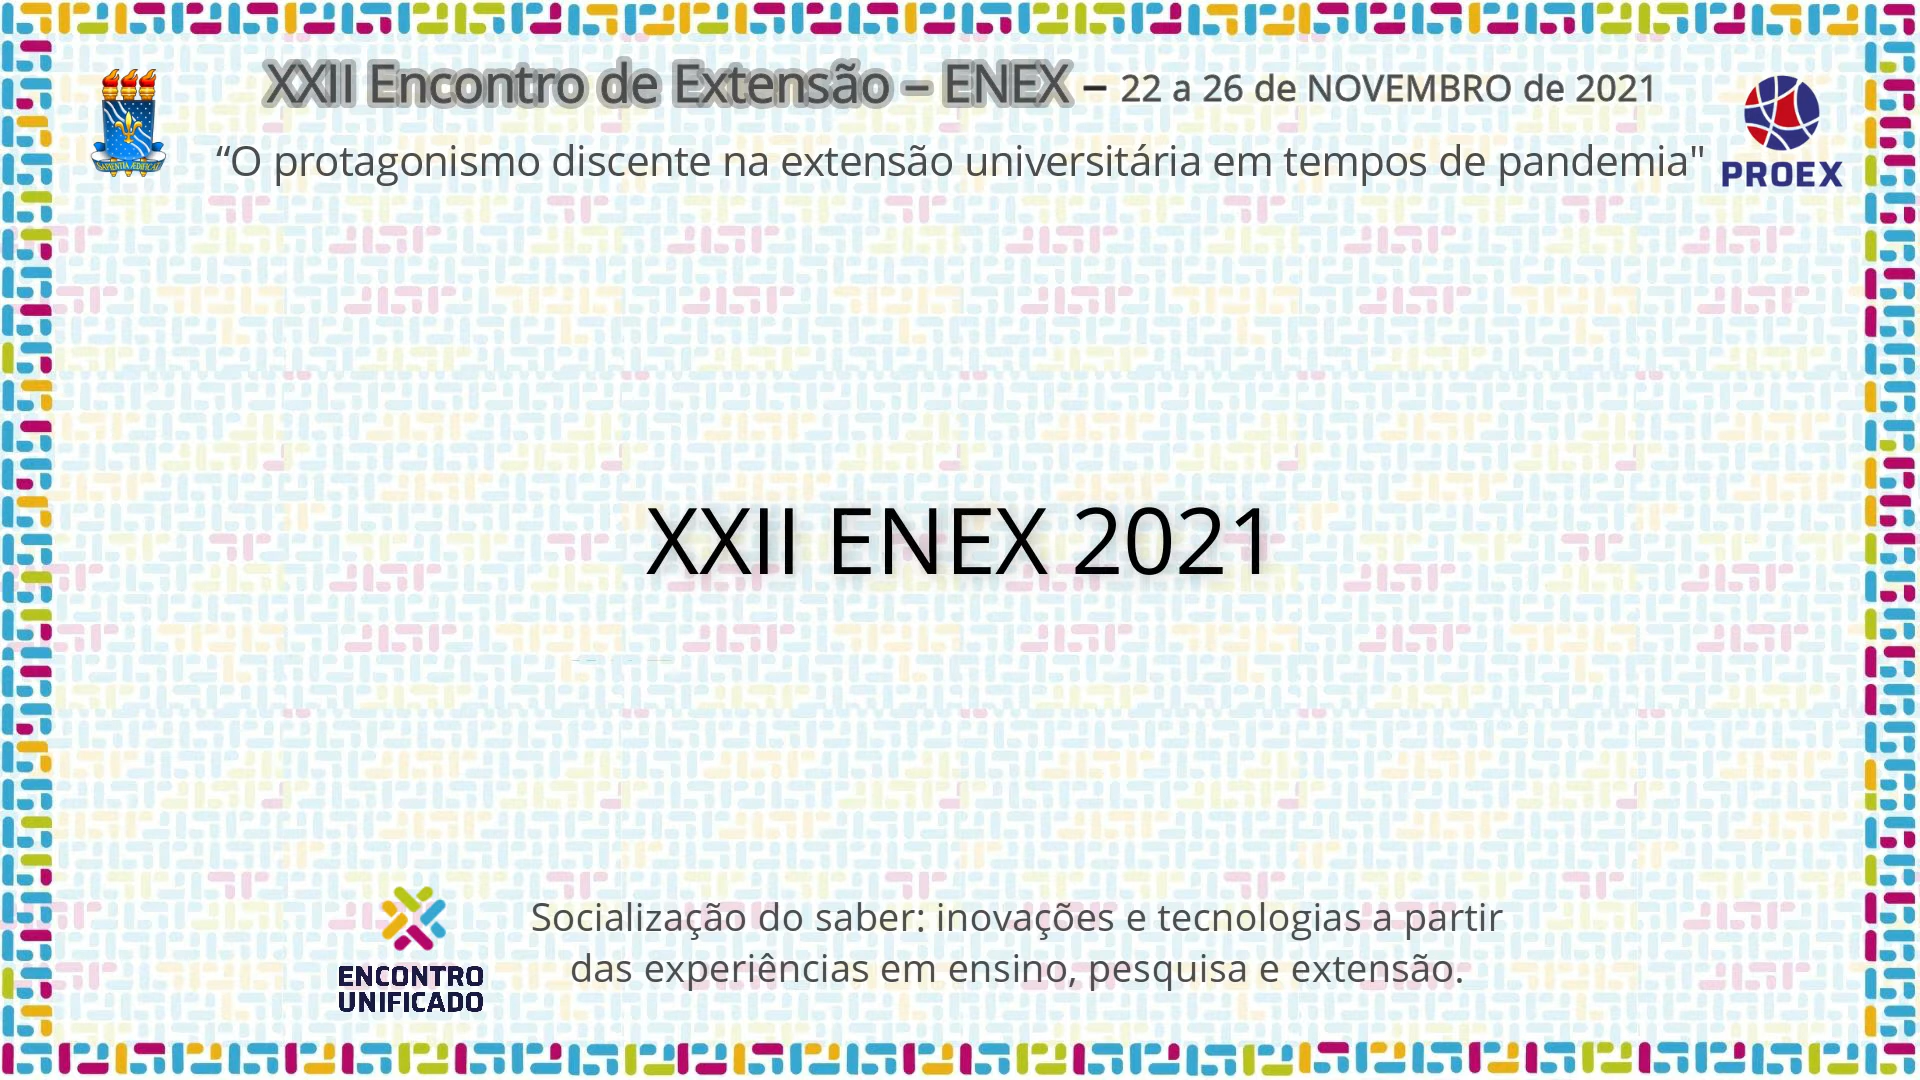 XXII Encontro de Extensão – ENEX – 22 a 26 de NOVEMBRO de 2021
“O protagonismo discente na extensão universitária em tempos de pandemia"
PROEX
XXII ENEX 2021
Socialização do saber: inovações e tecnologias a partir
das experiências em ensino, pesquisa e extensão.
ENCONTRO
UNIFICADO